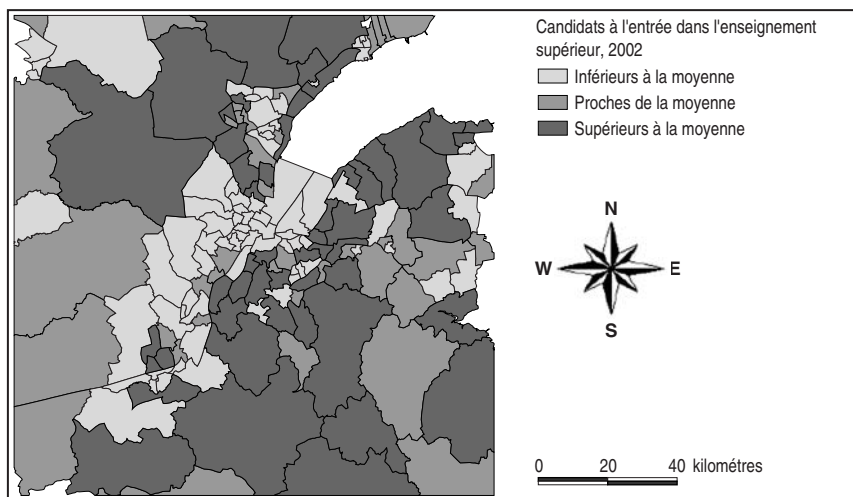 Candidats à l'entrée dans l'enseignement
supérieur, 2002
Inférieurs à la moyenne
Proches de la moyenne
Supérieurs à la moyenne
N
W E
S
0 20 40 kilométres